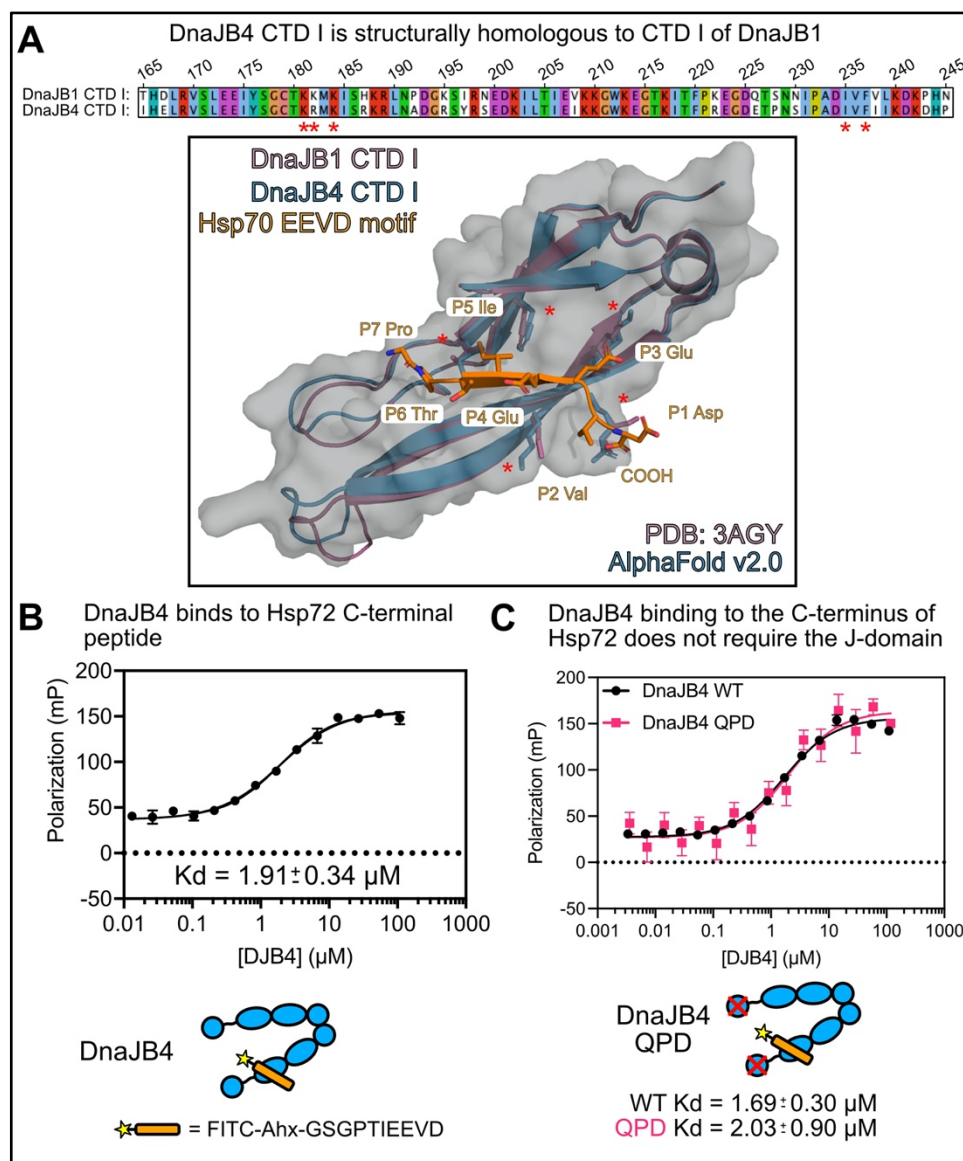 A
DnaJB4 CTD I is structurally homologous to CTD I of DnaJB1
165 170 175 180 185 190 195 200 205 210 215 220 225 230 235 240 245
DnaJB1 CTD I: THDLRVSLEEIYSGCTKKMKISHKRLNPDGKSIRNEDKILTIEVKKGWKEGTKITFPKEGDQTSNNIPADIVFVLKDKPHN
DnaJB4 CTD I: IHELRVSLEEIYSGCTKRMKISRKRLNADGRSYRSEDKILTIEIKKGWKEGTKITFPKEGDETPNSIPADIVFIIKDKDHP
** * * *
DnaJB1 CTD I
DnaJB4 CTD I
Hsp70 EEVD motif
P5 Ile
*
*
P7 Pro
*
P3 Glu
P6 Thr
P4 Glu
*
P1 Asp
*
COOH
P2 Val
PDB: 3AGY
AlphaFold v2.0
B
DnaJB4 binds to Hsp72 C-terminal
peptide
Polarization (mP)
200
150
100
50
0
-50
Kd = 1.91±0.34 μM
0.01 0.1 1 10 100 1000
[DJB4] (μM)
DnaJB4
= FITC-Ahx-GSGPTIEEVD
C
DnaJB4 binding to the C-terminus of
Hsp72 does not require the J-domain
Polarization (mP)
200
150
100
50
0
-50
DnaJB4 WT
DnaJB4 QPD
0.001 0.01 0.1 1 10 100 1000
[DJB4] (μM)
DnaJB4
QPD
WT Kd = 1.69±0.30 μM
QPD Kd = 2.03±0.90 μM